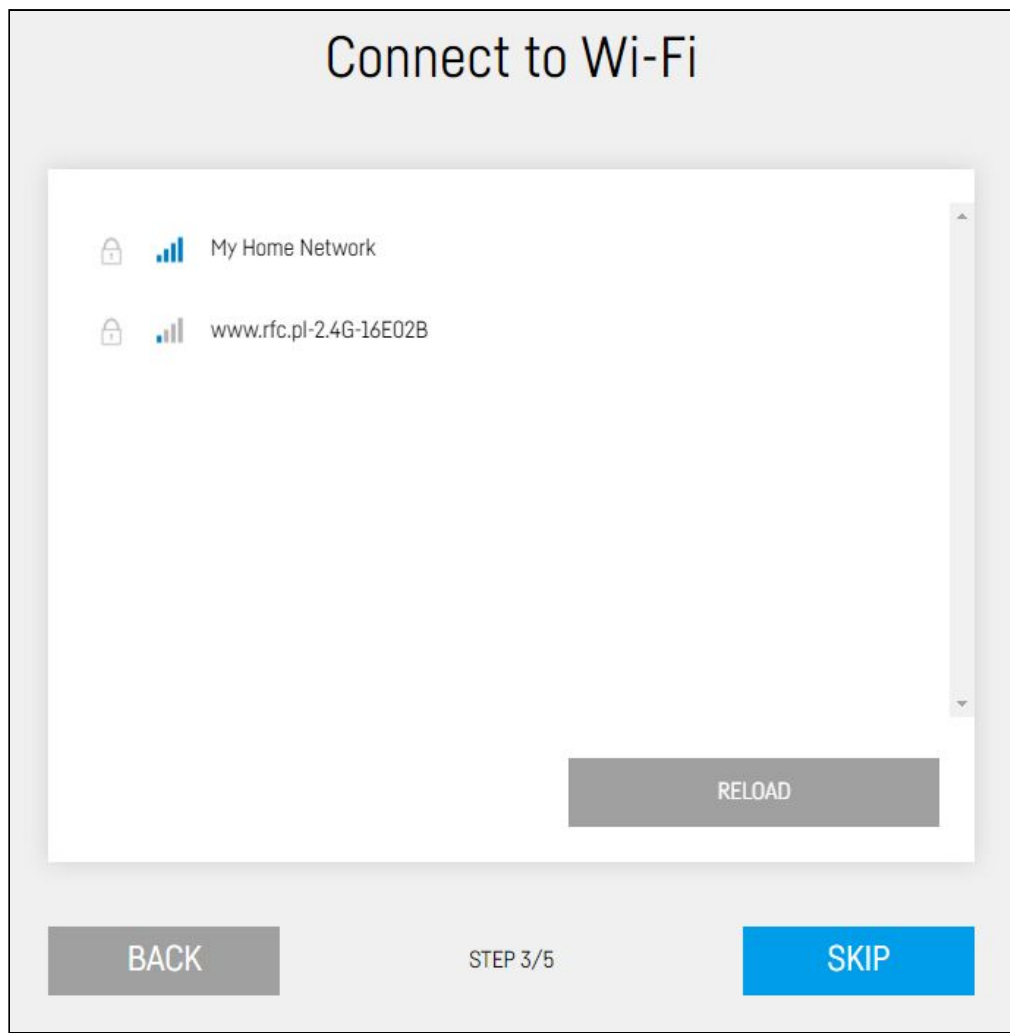 Connect to Wi-Fi
My Home Network
www.rfc.pl-2.4G-16E02B
RELOAD
BACK
STEP 3/5
SKIP